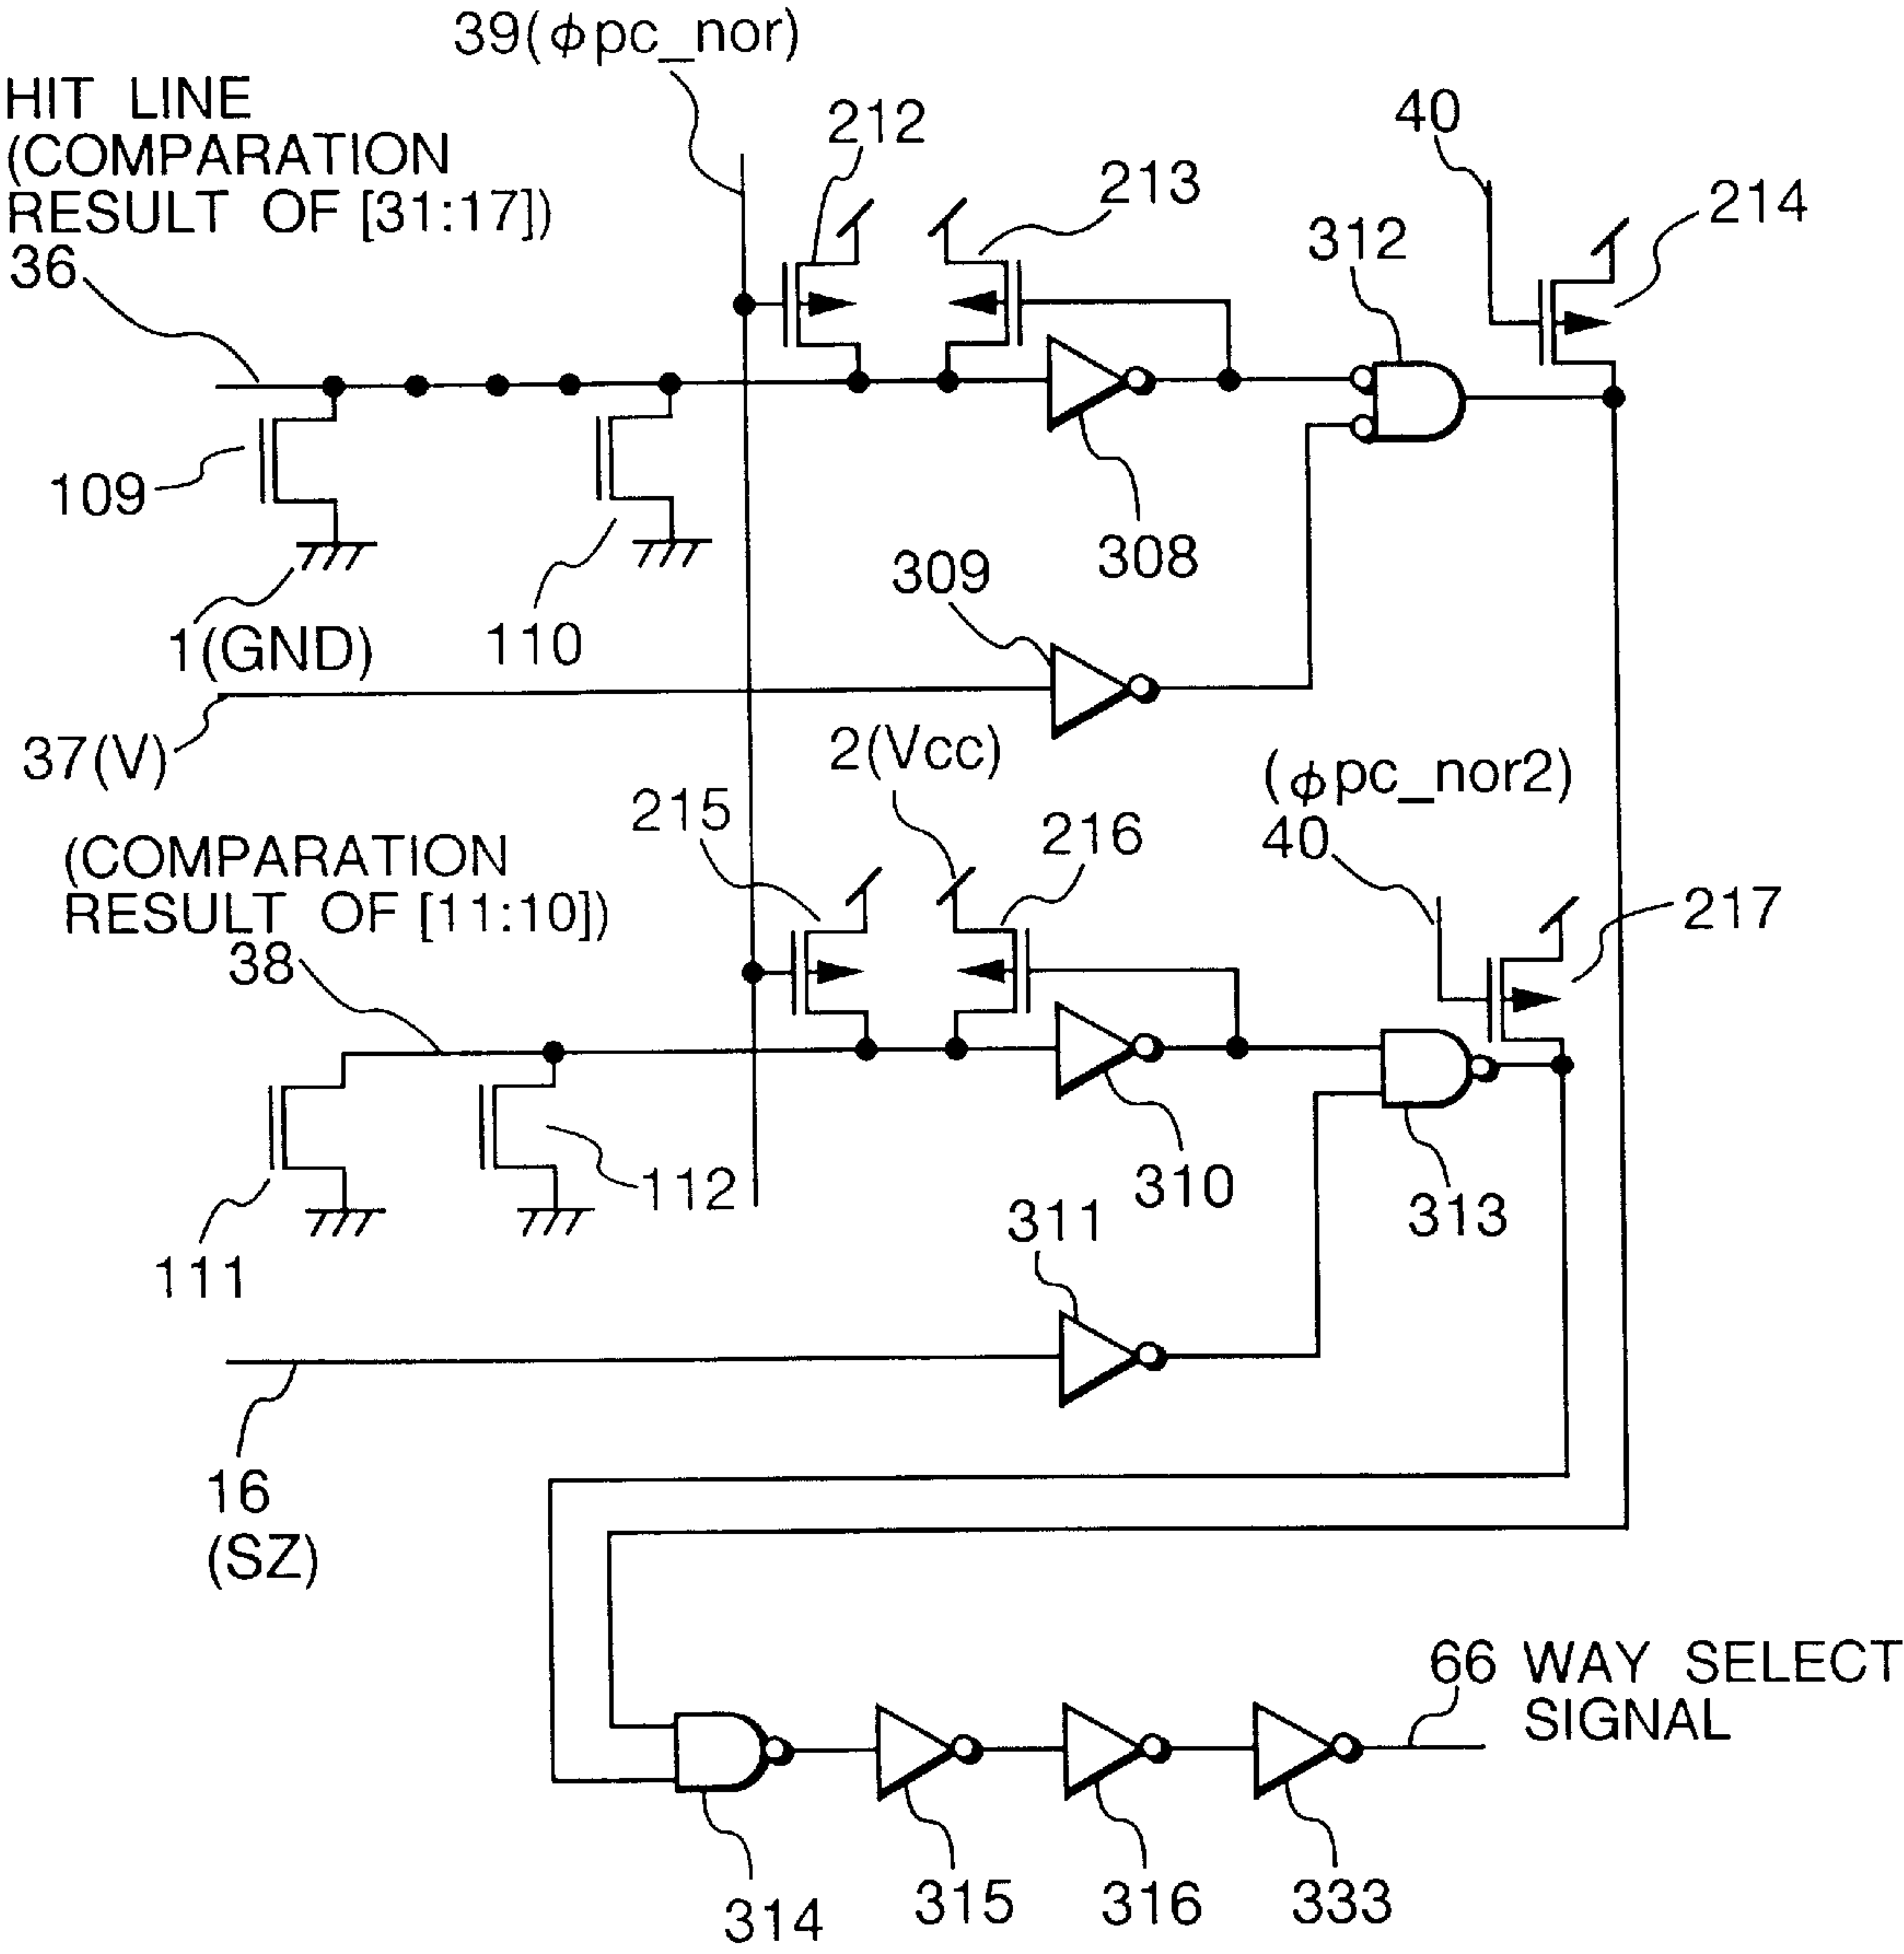 39(ϕpc_nor)
HIT LINE
(COMPARATION
RESULT OF [31:17])
36
212
213
40
214
312
109
1(GND)
110
308
309
37(V)
2(Vcc)
(ϕpc_nor2)
40
215
216
217
(COMPARATION
RESULT OF [11:10])
38
111
112
310
311
313
16
(SZ)
66 WAY SELECT
SIGNAL
314
315
316
333